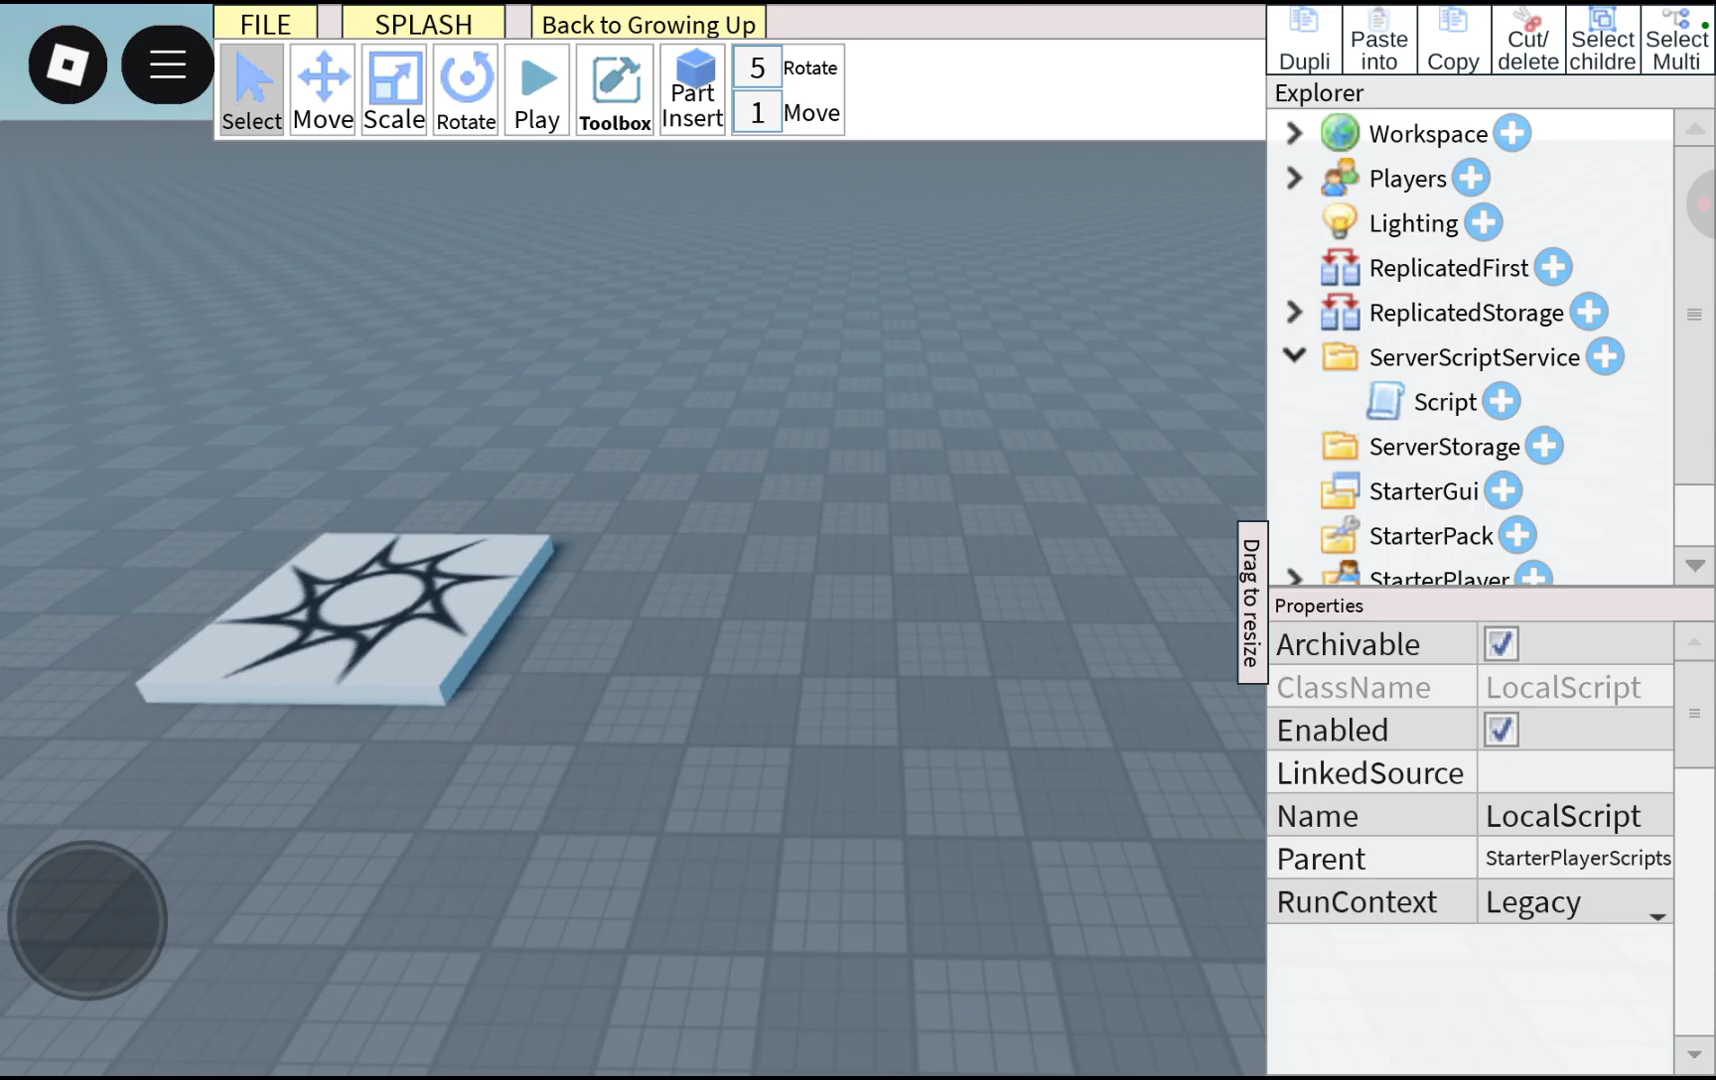 FILE
SPLASH
Back to Growing Up
Select
Move
Scale
Rotate
Play
Toolbox
Part
Insert
5 Rotate
1 Move
Dupli
Paste
into
Copy
Cut/
delete
Select
childre
Select
Multi
Explorer
Workspace
Players
Lighting
ReplicatedFirst
ReplicatedStorage
ServerScriptService
Script
ServerStorage
StarterGui
StarterPack
StarterPlayer
Drag to resize
Properties
Archivable
ClassName LocalScript
Enabled
LinkedSource
Name LocalScript
Parent StarterPlayerScripts
RunContext Legacy